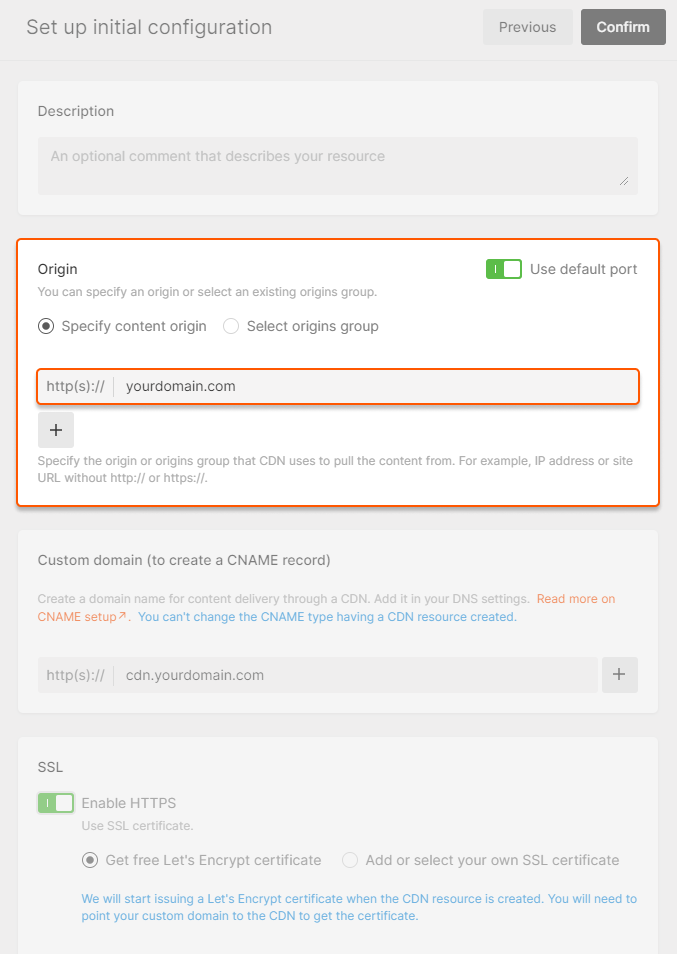 Set up initial configuration
Previous
Confirm
Description
An optional comment that describes your resource
Origin
Use default port
You can specify an origin or select an existing origins group.
Specify content origin
Select origins group
http(s)://
yourdomain.com
+
Specify the origin or origins group that CDN uses to pull the content from. For example, IP address or site
URL without http:// or https://.
Custom domain (to create a CNAME record)
Create a domain name for content delivery through a CDN. Add it in your DNS settings. Read more on
CNAME setup↗. You can't change the CNAME type having a CDN resource created.
http(s)://
cdn.yourdomain.com
+
SSL
Enable HTTPS
Use SSL certificate.
Get free Let's Encrypt certificate
Add or select your own SSL certificate
We will start issuing a Let's Encrypt certificate when the CDN resource is created. You will need to
point your custom domain to the CDN to get the certificate.